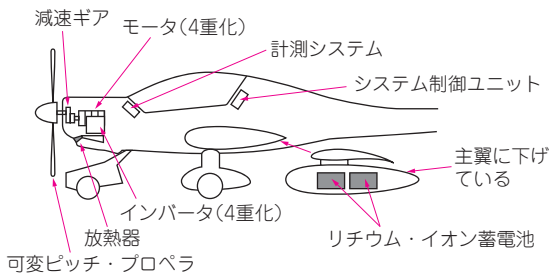 減速ギア
モータ(4重化)
計測システム
システム制御ユニット
主翼に下げ
ている
インバータ(4重化)
放熱器
リチウム・イオン蓄電池
可変ピッチ・プロペラ